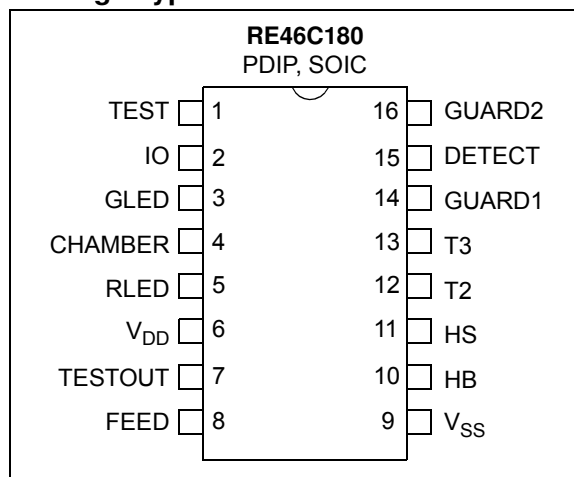 RE46C180
PDIP, SOIC
TEST 1 16 GUARD2
IO 2 15 DETECT
GLED 3 14 GUARD1
CHAMBER 4 13 T3
RLED 5 12 T2
VDD 6 11 HS
TESTOUT 7 10 HB
FEED 8 9 VSS